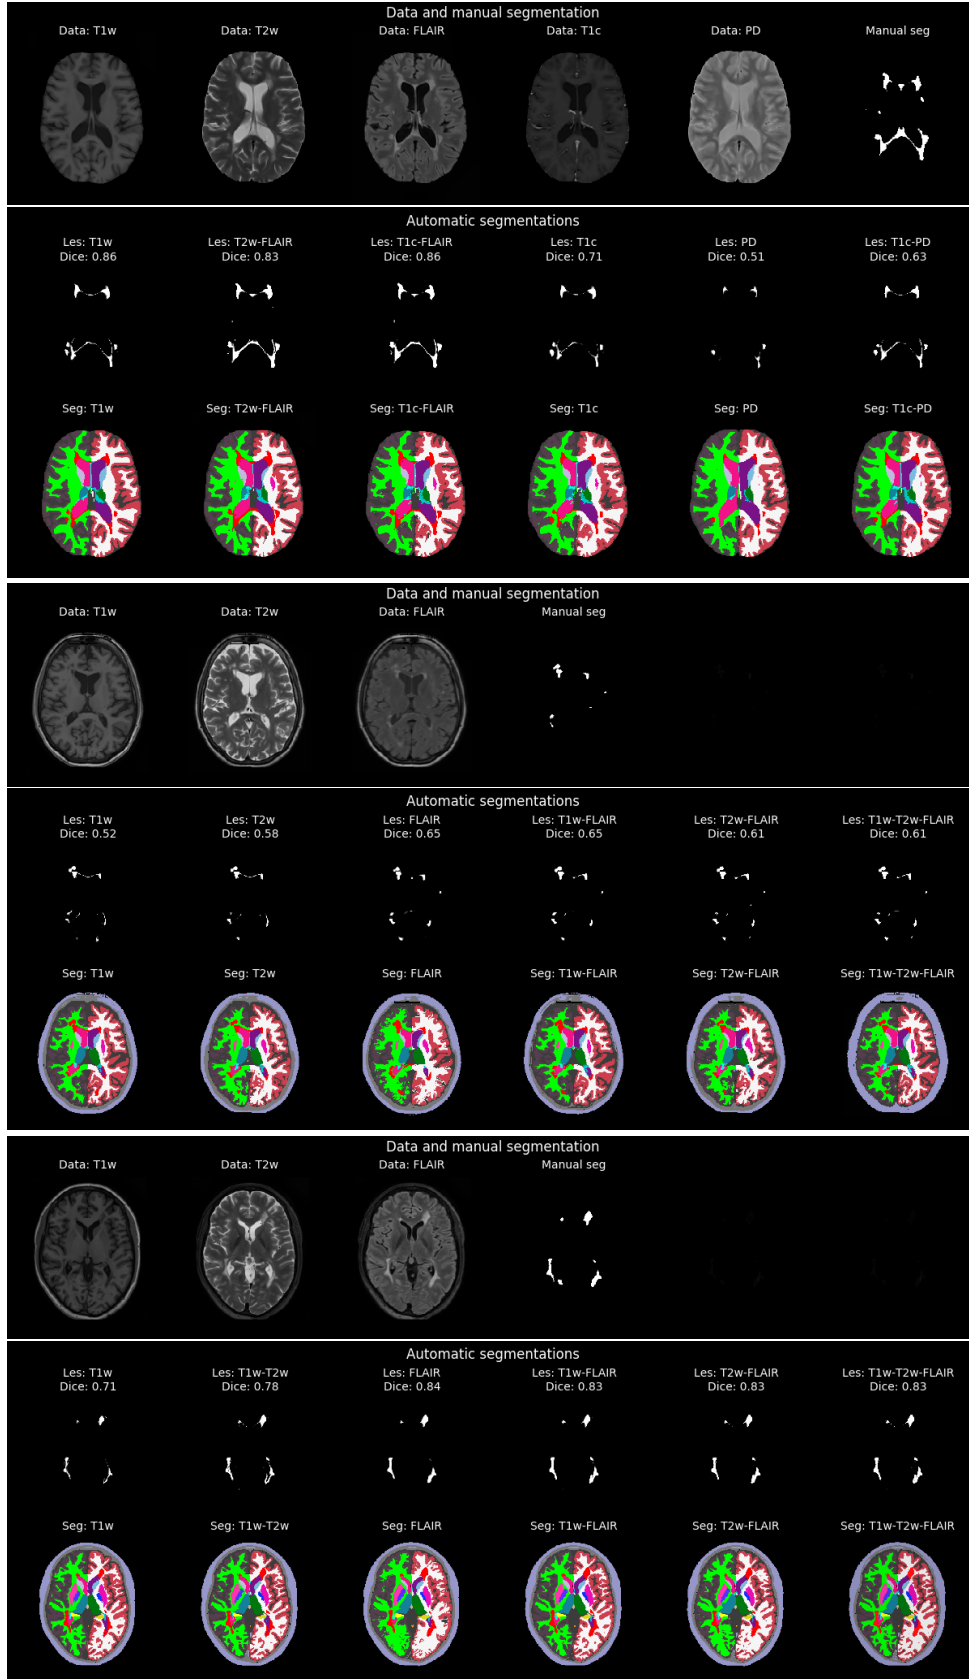 Data and manual segmentation
Data: T1w Data: T2w Data: FLAIR Data: T1c Data: PD Manual seg
Automatic segmentations
Les: T1w Les: T2w-FLAIR Les: T1c-FLAIR Les: T1c Les: PD Les: T1c-PD
Dice: 0.86 Dice: 0.83 Dice: 0.86 Dice: 0.71 Dice: 0.51 Dice: 0.63
Seg: T1w Seg: T2w-FLAIR Seg: T1c-FLAIR Seg: T1c Seg: PD Seg: T1c-PD
Data and manual segmentation
Data: T1w Data: T2w Data: FLAIR Manual seg
Automatic segmentations
Les: T1w Les: T2w Les: FLAIR Les: T1w-FLAIR Les: T2w-FLAIR Les: T1w-T2w-FLAIR
Dice: 0.52 Dice: 0.58 Dice: 0.65 Dice: 0.65 Dice: 0.61 Dice: 0.61
Seg: T1w Seg: T2w Seg: FLAIR Seg: T1w-FLAIR Seg: T2w-FLAIR Seg: T1w-T2w-FLAIR
Data and manual segmentation
Data: T1w Data: T2w Data: FLAIR Manual seg
Automatic segmentations
Les: T1w Les: T1w-T2w Les: FLAIR Les: T1w-FLAIR Les: T2w-FLAIR Les: T1w-T2w-FLAIR
Dice: 0.71 Dice: 0.78 Dice: 0.84 Dice: 0.83 Dice: 0.83 Dice: 0.83
Seg: T1w Seg: T1w-T2w Seg: FLAIR Seg: T1w-FLAIR Seg: T2w-FLAIR Seg: T1w-T2w-FLAIR